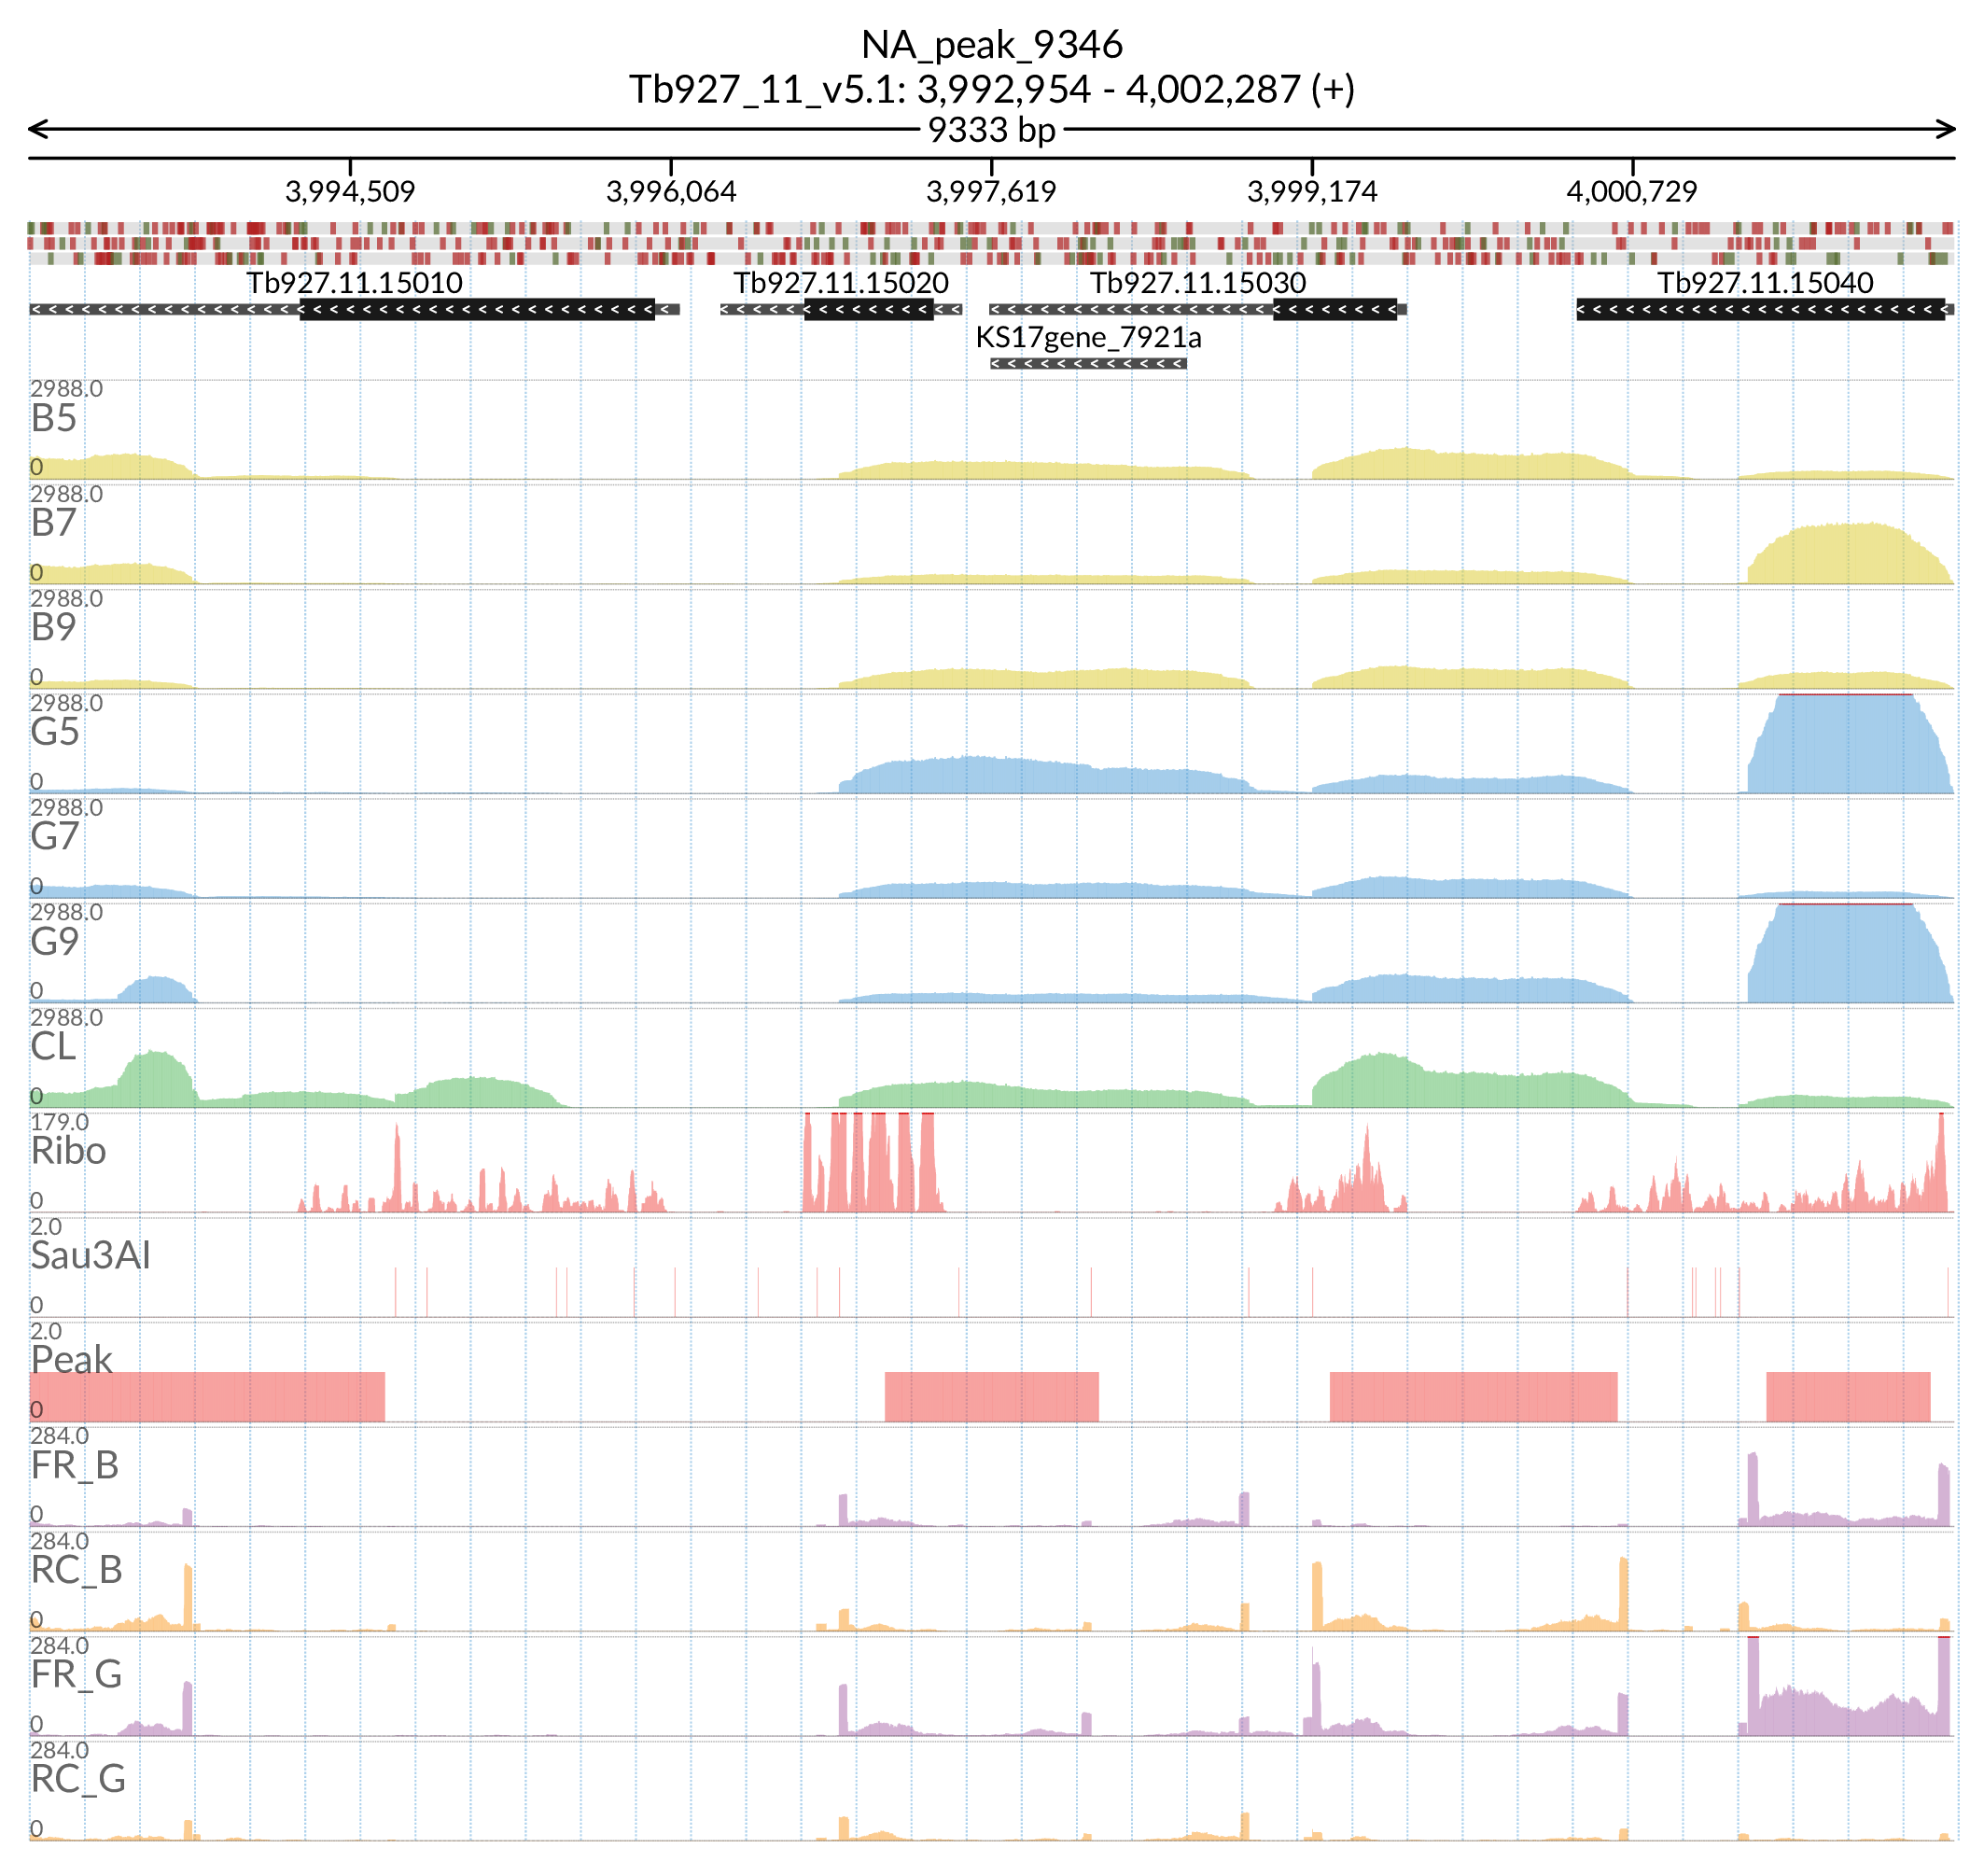 NA_peak_9346
Tb927_11_v5.1: 3,992,954 - 4,002,287 (+)
9333 bp
3,994,509 3,996,064 3,997,619 3,999,174 4,000,729
Tb927.11.15010 Tb927.11.15020 Tb927.11.15030 Tb927.11.15040
KS17gene_7921a
2988.0
B5
0
2988.0
B7
0
2988.0
B9
0
2988.0
G5
0
2988.0
G7
0
2988.0
G9
0
2988.0
CL
0
179.0
Ribo
0
2.0
Sau3AI
0
2.0
Peak
0
284.0
FR_B
0
284.0
RC_B
0
284.0
FR_G
0
284.0
RC_G
0